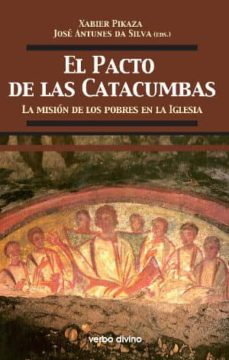 XABIER PIKAZA
JOSÉ ANTUNES DA SILVA (EDS.)
EL PACTO
DE LAS CATACUMBAS
LA MISIÓN DE LOS POBRES EN LA IGLESIA
verbo divino